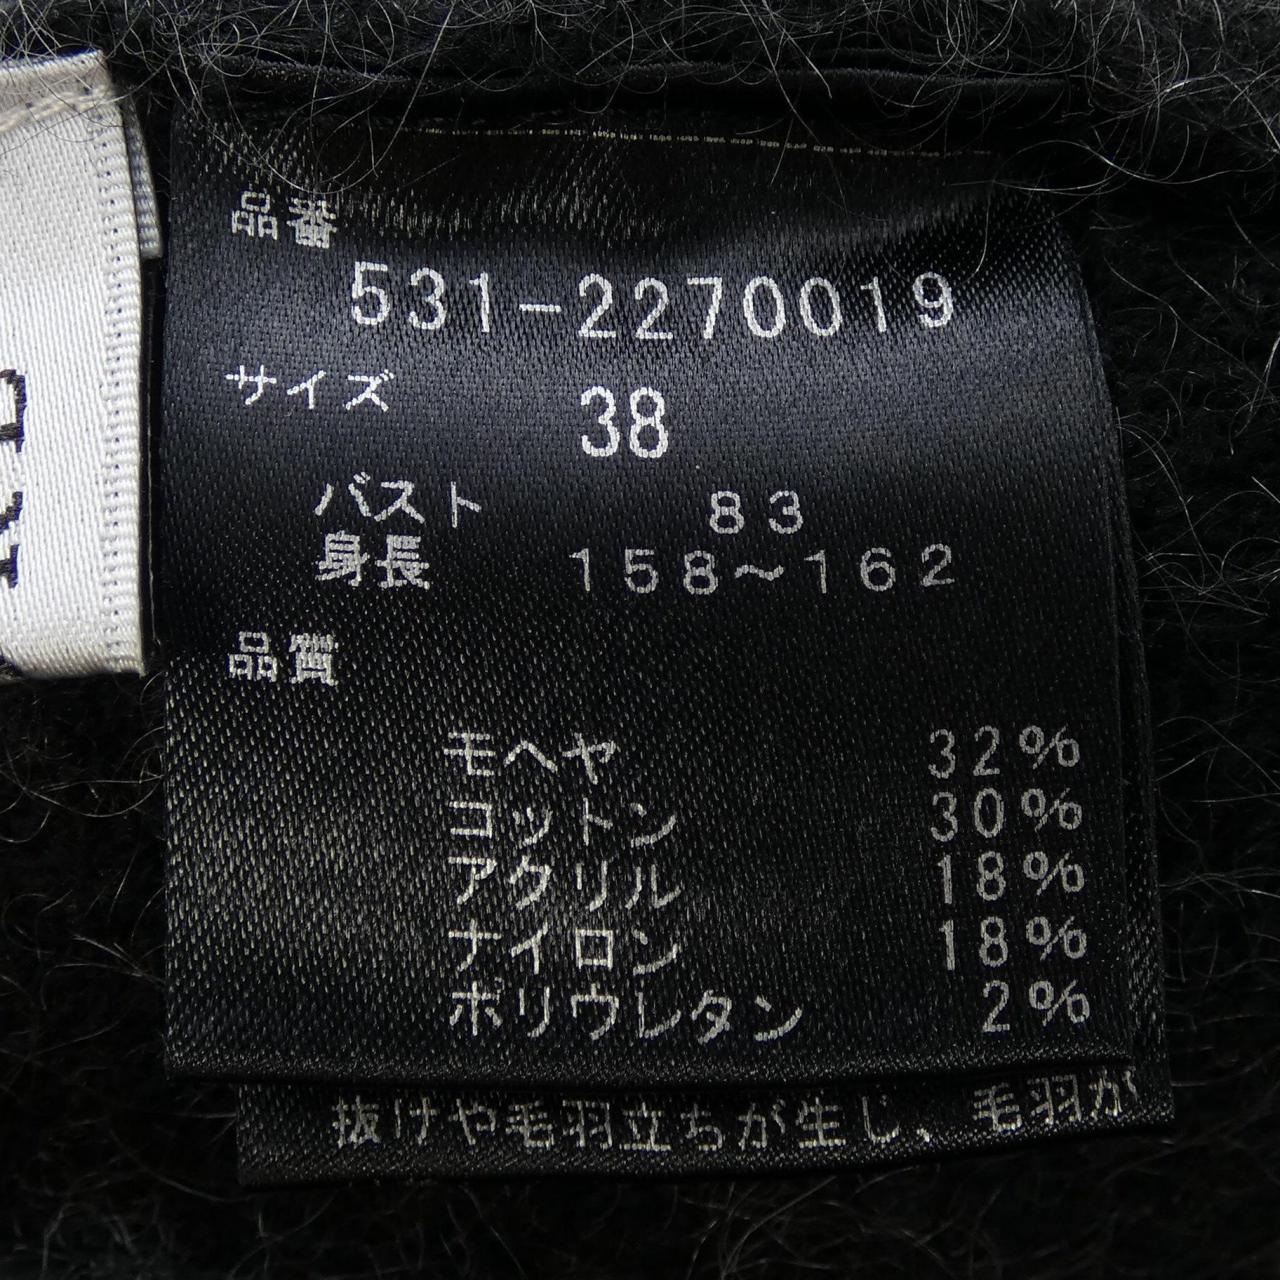 品番
531-2270019
サイズ 38
バスト 83
身長 158～162
品質
モヘヤ 32%
コットン 30%
アクリル 18%
ナイロン 18%
ポリウレタン 2%
抜けや毛羽立ちが生じ、毛羽が